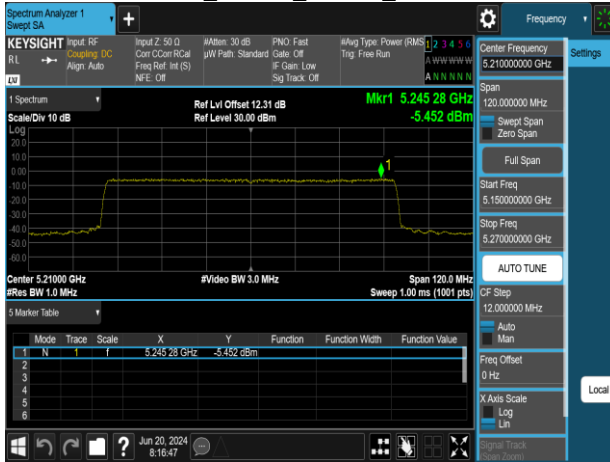 Spectrum Analyzer 1
Swept SA
+
Frequency
KEYSIGHT
RL
LXI
Input: RF
Coupling: DC
Align: Auto
Input Z: 50 Ω
Corr CCorr RCal
Freq Ref: Int (S)
NFE: Off
#Atten: 30 dB
µW Path: Standard
PNO: Fast
Gate: Off
IF Gain: Low
Sig Track: Off
#Avg Type: Power (RMS
Trig: Free Run
1 2 3 4 5 6
A W W W W W
A N N N N N
1 Spectrum
Scale/Div 10 dB
Ref Lvl Offset 12.31 dB
Ref Level 30.00 dBm
Mkr1 5.245 28 GHz
-5.452 dBm
Log
20.0
10.0
0.00
-10.0
-20.0
-30.0
-40.0
-50.0
-60.0
1
Center 5.21000 GHz
#Res BW 1.0 MHz
#Video BW 3.0 MHz
Span 120.0 MHz
Sweep 1.00 ms (1001 pts)
5 Marker Table
Mode Trace Scale X Y Function Function Width Function Value
1 N 1 f 5.245 28 GHz -5.452 dBm
2
3
4
5
6
Jun 20, 2024
8:16:47
?
Center Frequency
5.210000000 GHz
Settings
Span
120.000000 MHz
Swept Span
Zero Span
Full Span
Start Freq
5.150000000 GHz
Stop Freq
5.270000000 GHz
AUTO TUNE
CF Step
12.000000 MHz
Auto
Man
Freq Offset
0 Hz
X Axis Scale
Log
Lin
Local
Signal Track
(Span Zoom)